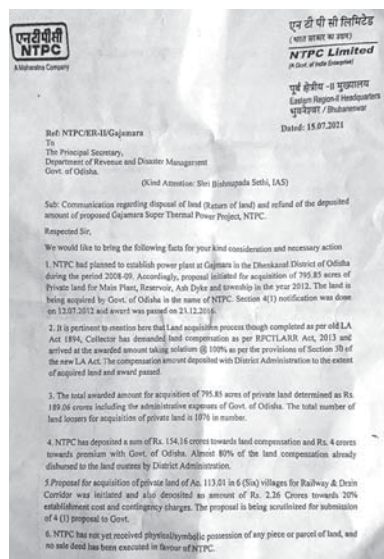 एनटीपीसी
NTPC
A Maharatna Company
एन टी पी सी लिमिटेड
(भारत सरकार का उद्यम)
NTPC Limited
(A Govt. of India Enterprise)
पूर्व क्षेत्रीय -II मुख्यालय
Eastern Region-II Headquarters
भुवनेश्वर / Bhubaneswar
Dated: 15.07.2021
Ref: NTPC/ER-II/Gajamara
To
The Principal Secretary,
Department of Revenue and Disaster Management
Govt. of Odisha.
(Kind Attention: Shri Bishnupada Sethi, IAS)
Sub: Communication regarding disposal of land (Return of land) and refund of the deposited
amount of proposed Gajamara Super Thermal Power Project, NTPC.
Respected Sir,
We would like to bring the following facts for your kind consideration and necessary action
1. NTPC had planned to establish power plant at Gajmara in the Dhenkanal District of Odisha
during the period 2008-09. Accordingly, proposal initiated for acquisition of 795.85 acres of
Private land for Main Plant, Reservoir, Ash Dyke and township in the year 2012. The land is
being acquired by Govt. of Odisha in the name of NTPC. Section 4(1) notification was done
on 12.07.2012 and award was passed on 23.12.2016.
2. It is pertinent to mention here that Land acquisition process though completed as per old LA
Act 1894, Collector has demanded land compensation as per RFCTLARR Act, 2013 and
arrived at the awarded amount taking solatium @ 100% as per the provisions of Section 30 of
the new LA Act. The compensation amount deposited with District Administration to the extent
of acquired land and award passed.
3. The total awarded amount for acquisition of 795.85 acres of private land determined as Rs.
189.06 crores including the administrative expenses of Govt. of Odisha. The total number of
land loosers for acquisition of private land is 1076 in number.
4. NTPC has deposited a sum of Rs. 154.16 crores towards land compensation and Rs. 4 crores
towards premium with Govt. of Odisha. Almost 80% of the land compensation already
disbursed to the land oustees by District Administration.
5.Proposal for acquisition of private land of Ac. 113.01 in 6 (Six) villages for Railway & Drain
Corridor was initiated and also deposited an amount of Rs. 2.26 Crores towards 20%
establishment cost and contingency charges. The proposal is being scrutinized for submission
of 4 (1) proposal to Govt.
6. NTPC has not yet received physical/symbolic possession of any piece or parcel of land, and
no sale deed has been executed in favour of NTPC.